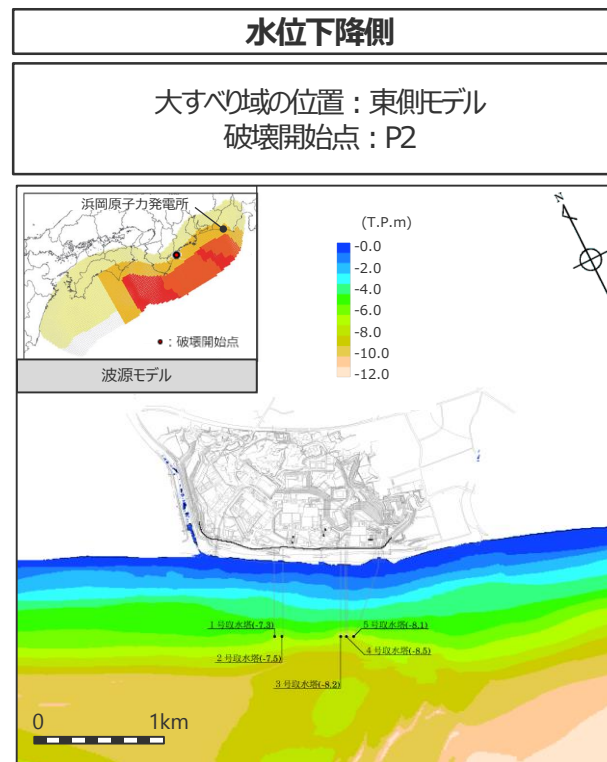 水位下降側
大すべり域の位置：東側モデル
破壊開始点：P2
浜岡原子力発電所
●：破壊開始点
波源モデル
(T.P.m)
-0.0
-2.0
-4.0
-6.0
-8.0
-10.0
-12.0
N
1号取水塔(-7.3)
5号取水塔(-8.1)
2号取水塔(-7.5)
4号取水塔(-8.5)
3号取水塔(-8.2)
0 1km